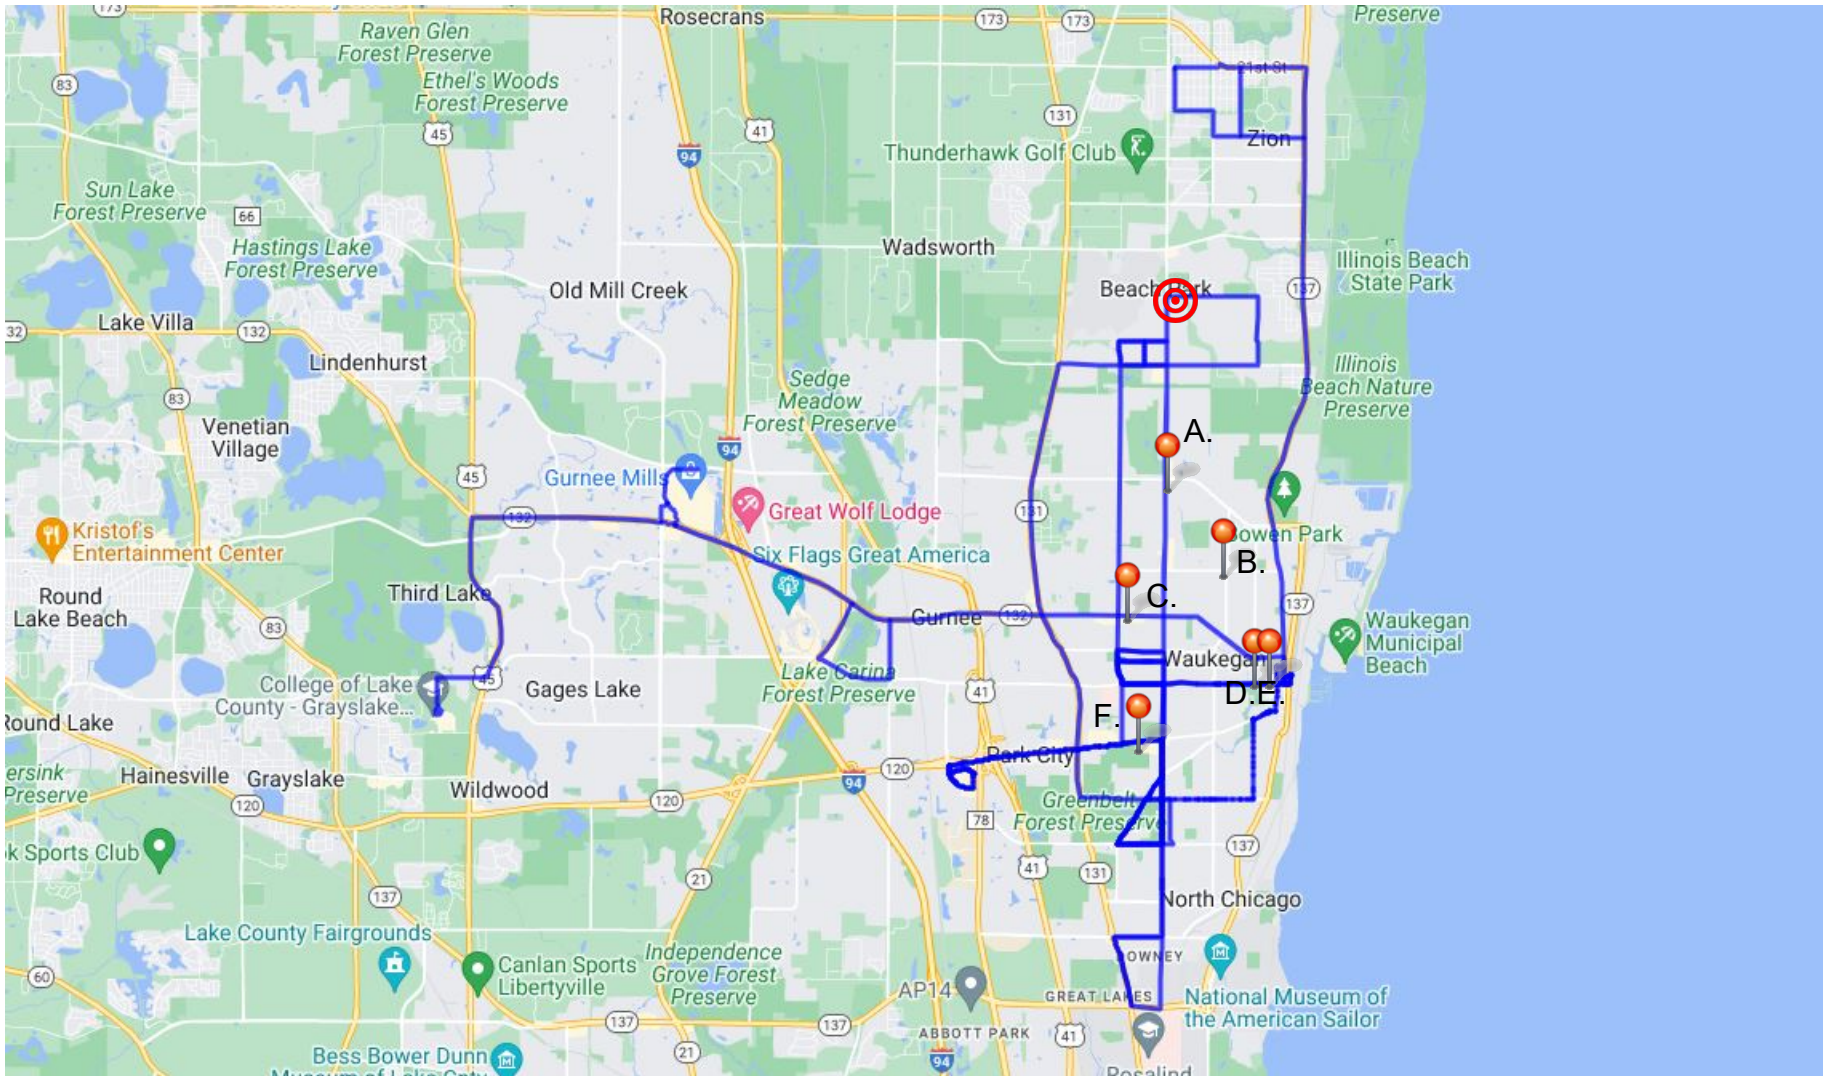 173
Rosecrans
173
173
Preserve
Raven Glen
Forest Preserve
83
Ethel's Woods
Forest Preserve
21st St
131
45
41
94
Zion
Thunderhawk Golf Club
Sun Lake
Forest Preserve
66
Hastings Lake
Forest Preserve
Wadsworth
Illinois Beach
State Park
Old Mill Creek
Beach Park
137
32
Lake Villa
132
Lindenhurst
Illinois
Beach Nature
Preserve
Sedge
Meadow
Forest Preserve
83
Venetian
Village
94
A.
45
Gurnee Mills
Great Wolf Lodge
131
132
Kristof's
Entertainment Center
Bowen Park
Six Flags Great America
B.
Third Lake
C.
Round
Lake Beach
83
Gurnee
132
137
Waukegan
Municipal
Beach
Waukegan
45
College of Lake
County - Grayslake...
Gages Lake
Lake Carina
Forest Preserve
41
D.
E.
F.
Round Lake
Park City
ersink
Preserve
Hainesville
Grayslake
120
94
120
Wildwood
120
78
Greenbelt
Forest Preserve
137
k Sports Club
41
131
21
137
North Chicago
Lake County Fairgrounds
60
Canlan Sports
Libertyville
Independence
Grove Forest
Preserve
DOWNEY
AP14
GREAT LAKES
National Museum of
the American Sailor
137
137
ABBOTT PARK
41
21
94
Bess Bower Dunn
Museum of Lake Cnty
Rosalind